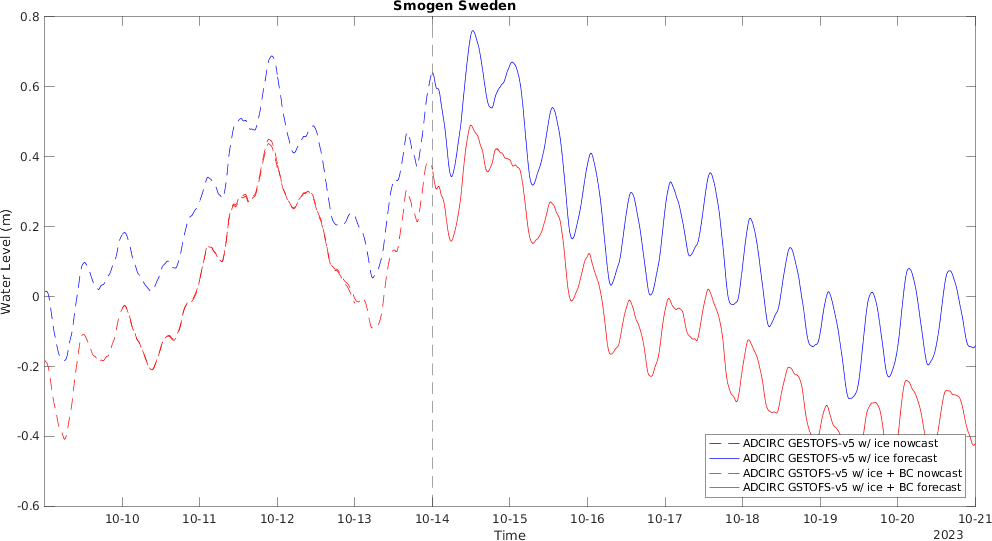 Smogen Sweden
0.8
0.6
0.4
0.2
0
-0.2
-0.4
-0.6
Water Level (m)
ADCIRC GESTOFS-v5 w/ ice nowcast
ADCIRC GESTOFS-v5 w/ ice forecast
ADCIRC GSTOFS-v5 w/ ice + BC nowcast
ADCIRC GSTOFS-v5 w/ ice + BC forecast
10-10 10-11 10-12 10-13 10-14 10-15 10-16 10-17 10-18 10-19 10-20 10-21
Time
2023